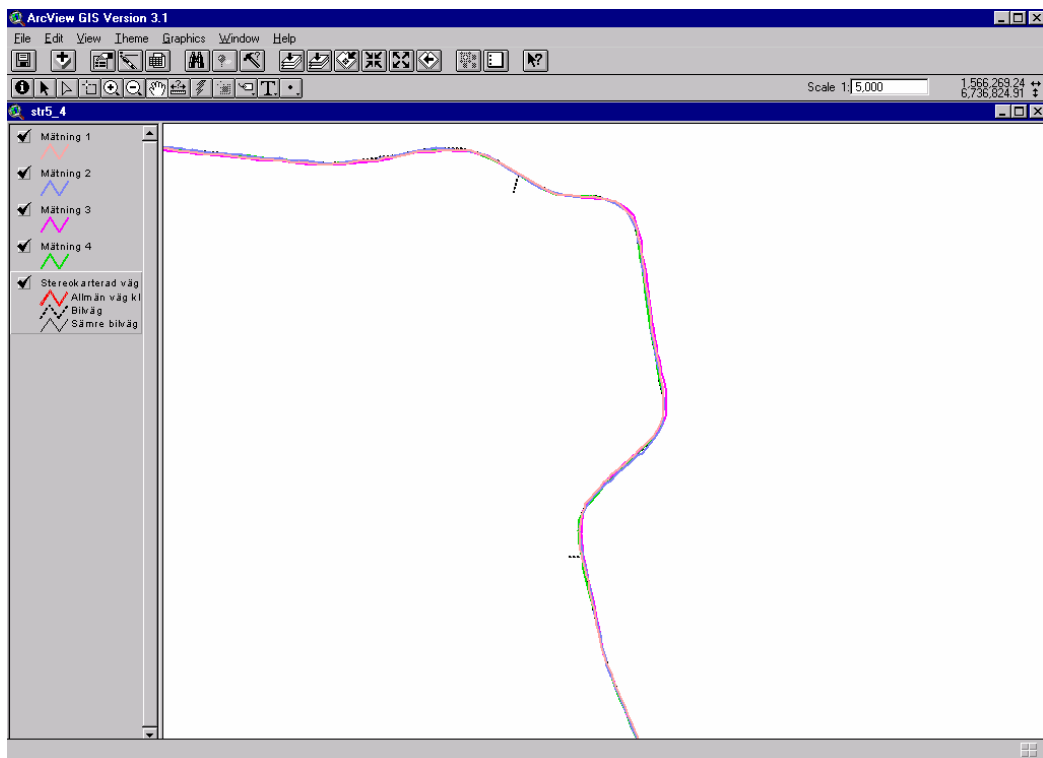 ArcView GIS Version 3.1
File Edit View Theme Graphics Window Help
Scale 1: 5,000
1,566,269.24
6,736,824.91
str5_4
Mätning 1
Mätning 2
Mätning 3
Mätning 4
Stereokarterad väg
Allmän väg kl
Bilväg
Sämre bilväg